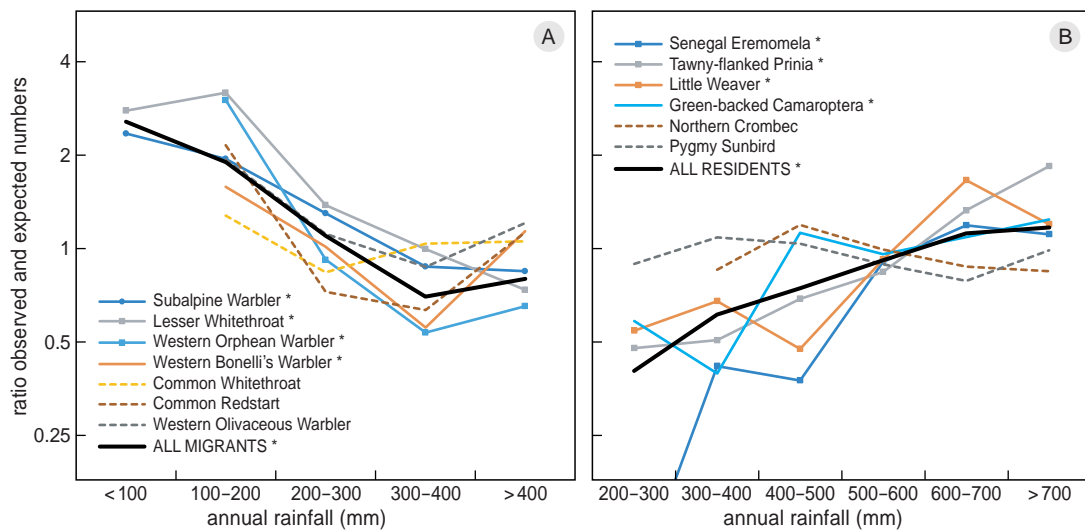 ratio observed and expected numbers
4
2
1
0.5
0.25
A
Subalpine Warbler *
Lesser Whitethroat *
Western Orphean Warbler *
Western Bonelli's Warbler *
Common Whitethroat
Common Redstart
Western Olivaceous Warbler
ALL MIGRANTS *
<100 100–200 200–300 300–400 >400
annual rainfall (mm)
B
Senegal Eremomela *
Tawny-flanked Prinia *
Little Weaver *
Green-backed Camaroptera *
Northern Crombec
Pygmy Sunbird
ALL RESIDENTS *
200–300 300–400 400–500 500–600 600–700 >700
annual rainfall (mm)